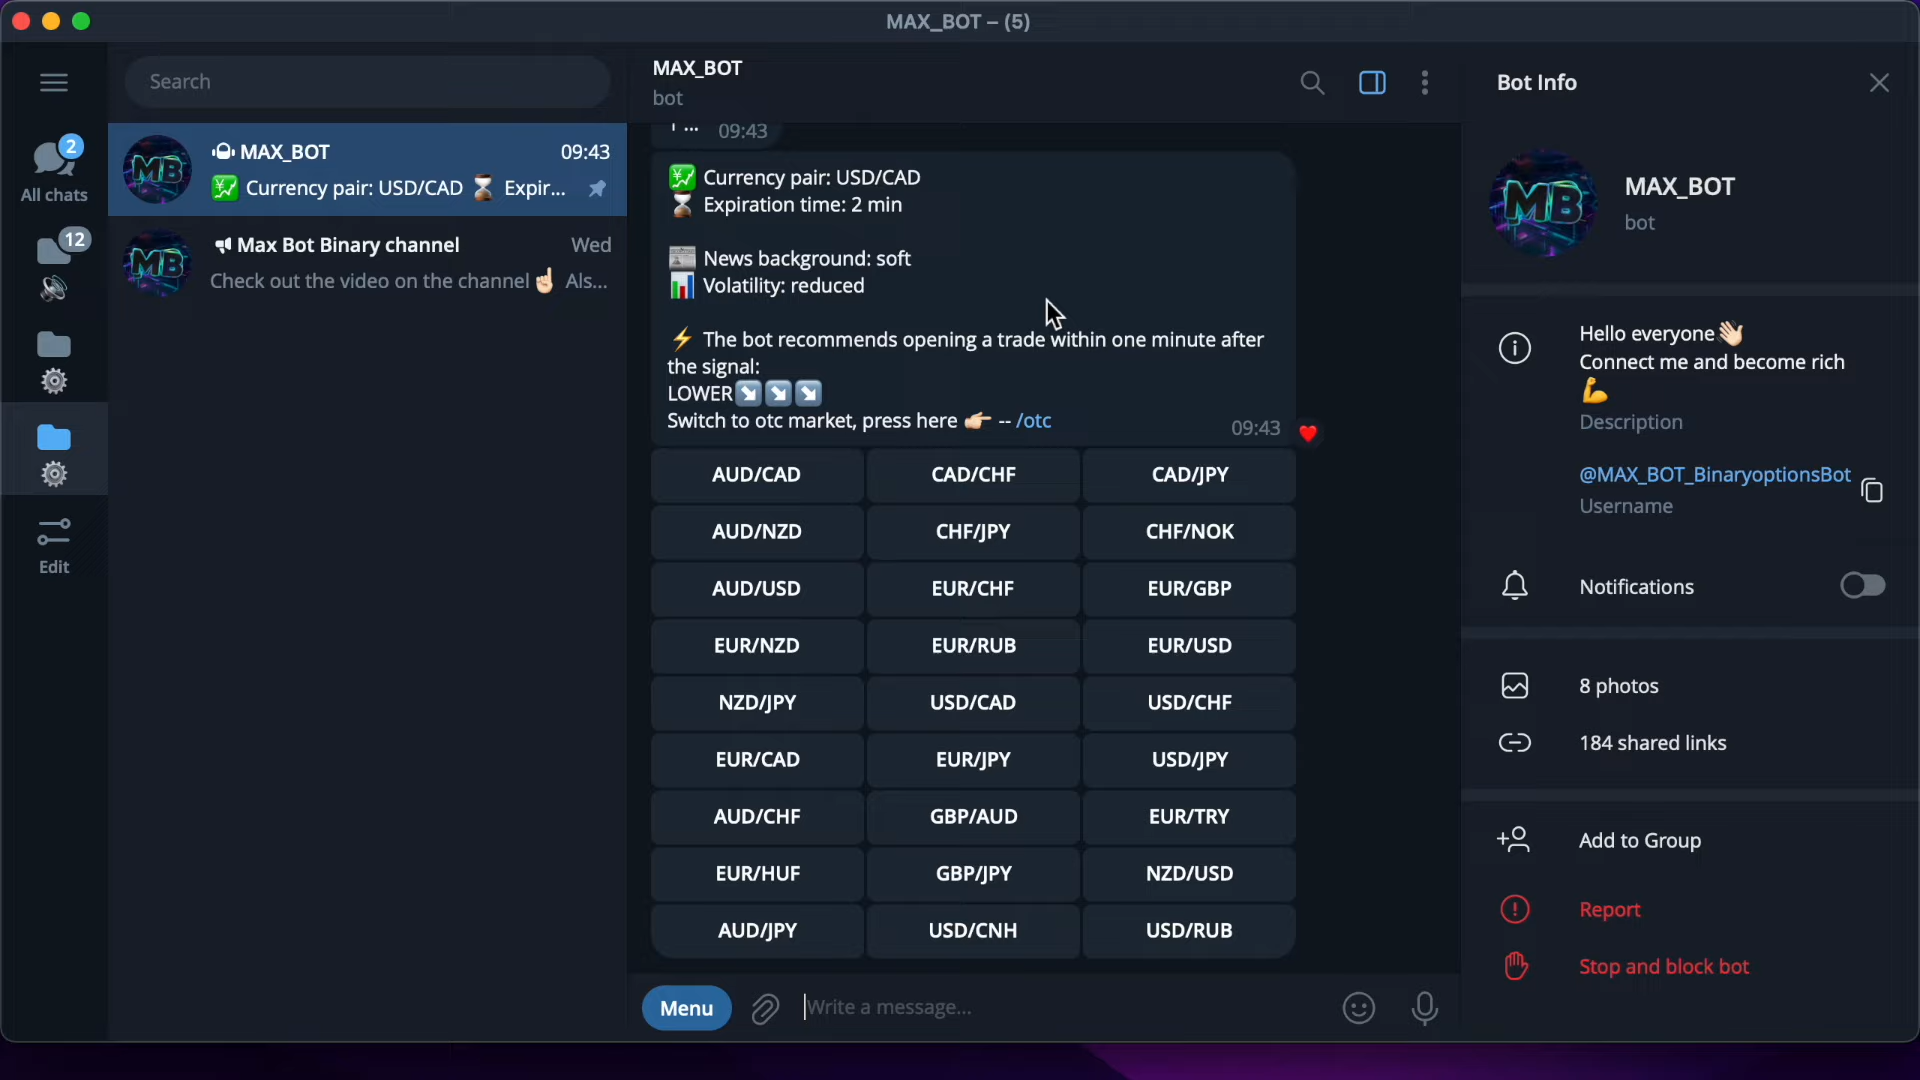 MAX_BOT – (5)
Search
2
All chats
12
Edit
MAX_BOT 09:43
Currency pair: USD/CAD ⏳ Expir...
Max Bot Binary channel Wed
Check out the video on the channel☝🏻 Als...
MAX_BOT
bot
09:43
💹 Currency pair: USD/CAD
⏳ Expiration time: 2 min
📰 News background: soft
📊 Volatility: reduced
⚡ The bot recommends opening a trade within one minute after
the signal:
LOWER↘️↘️↘️
Switch to otc market, press here 👉🏻 -- /otc
09:43
AUD/CAD CAD/CHF CAD/JPY
AUD/NZD CHF/JPY CHF/NOK
AUD/USD EUR/CHF EUR/GBP
EUR/NZD EUR/RUB EUR/USD
NZD/JPY USD/CAD USD/CHF
EUR/CAD EUR/JPY USD/JPY
AUD/CHF GBP/AUD EUR/TRY
EUR/HUF GBP/JPY NZD/USD
AUD/JPY USD/CNH USD/RUB
Menu Write a message...
Bot Info
MB
MAX_BOT
bot
Hello everyone👋🏻
Connect me and become rich
💪🏼
Description
@MAX_BOT_BinaryoptionsBot
Username
Notifications
8 photos
184 shared links
Add to Group
Report
Stop and block bot